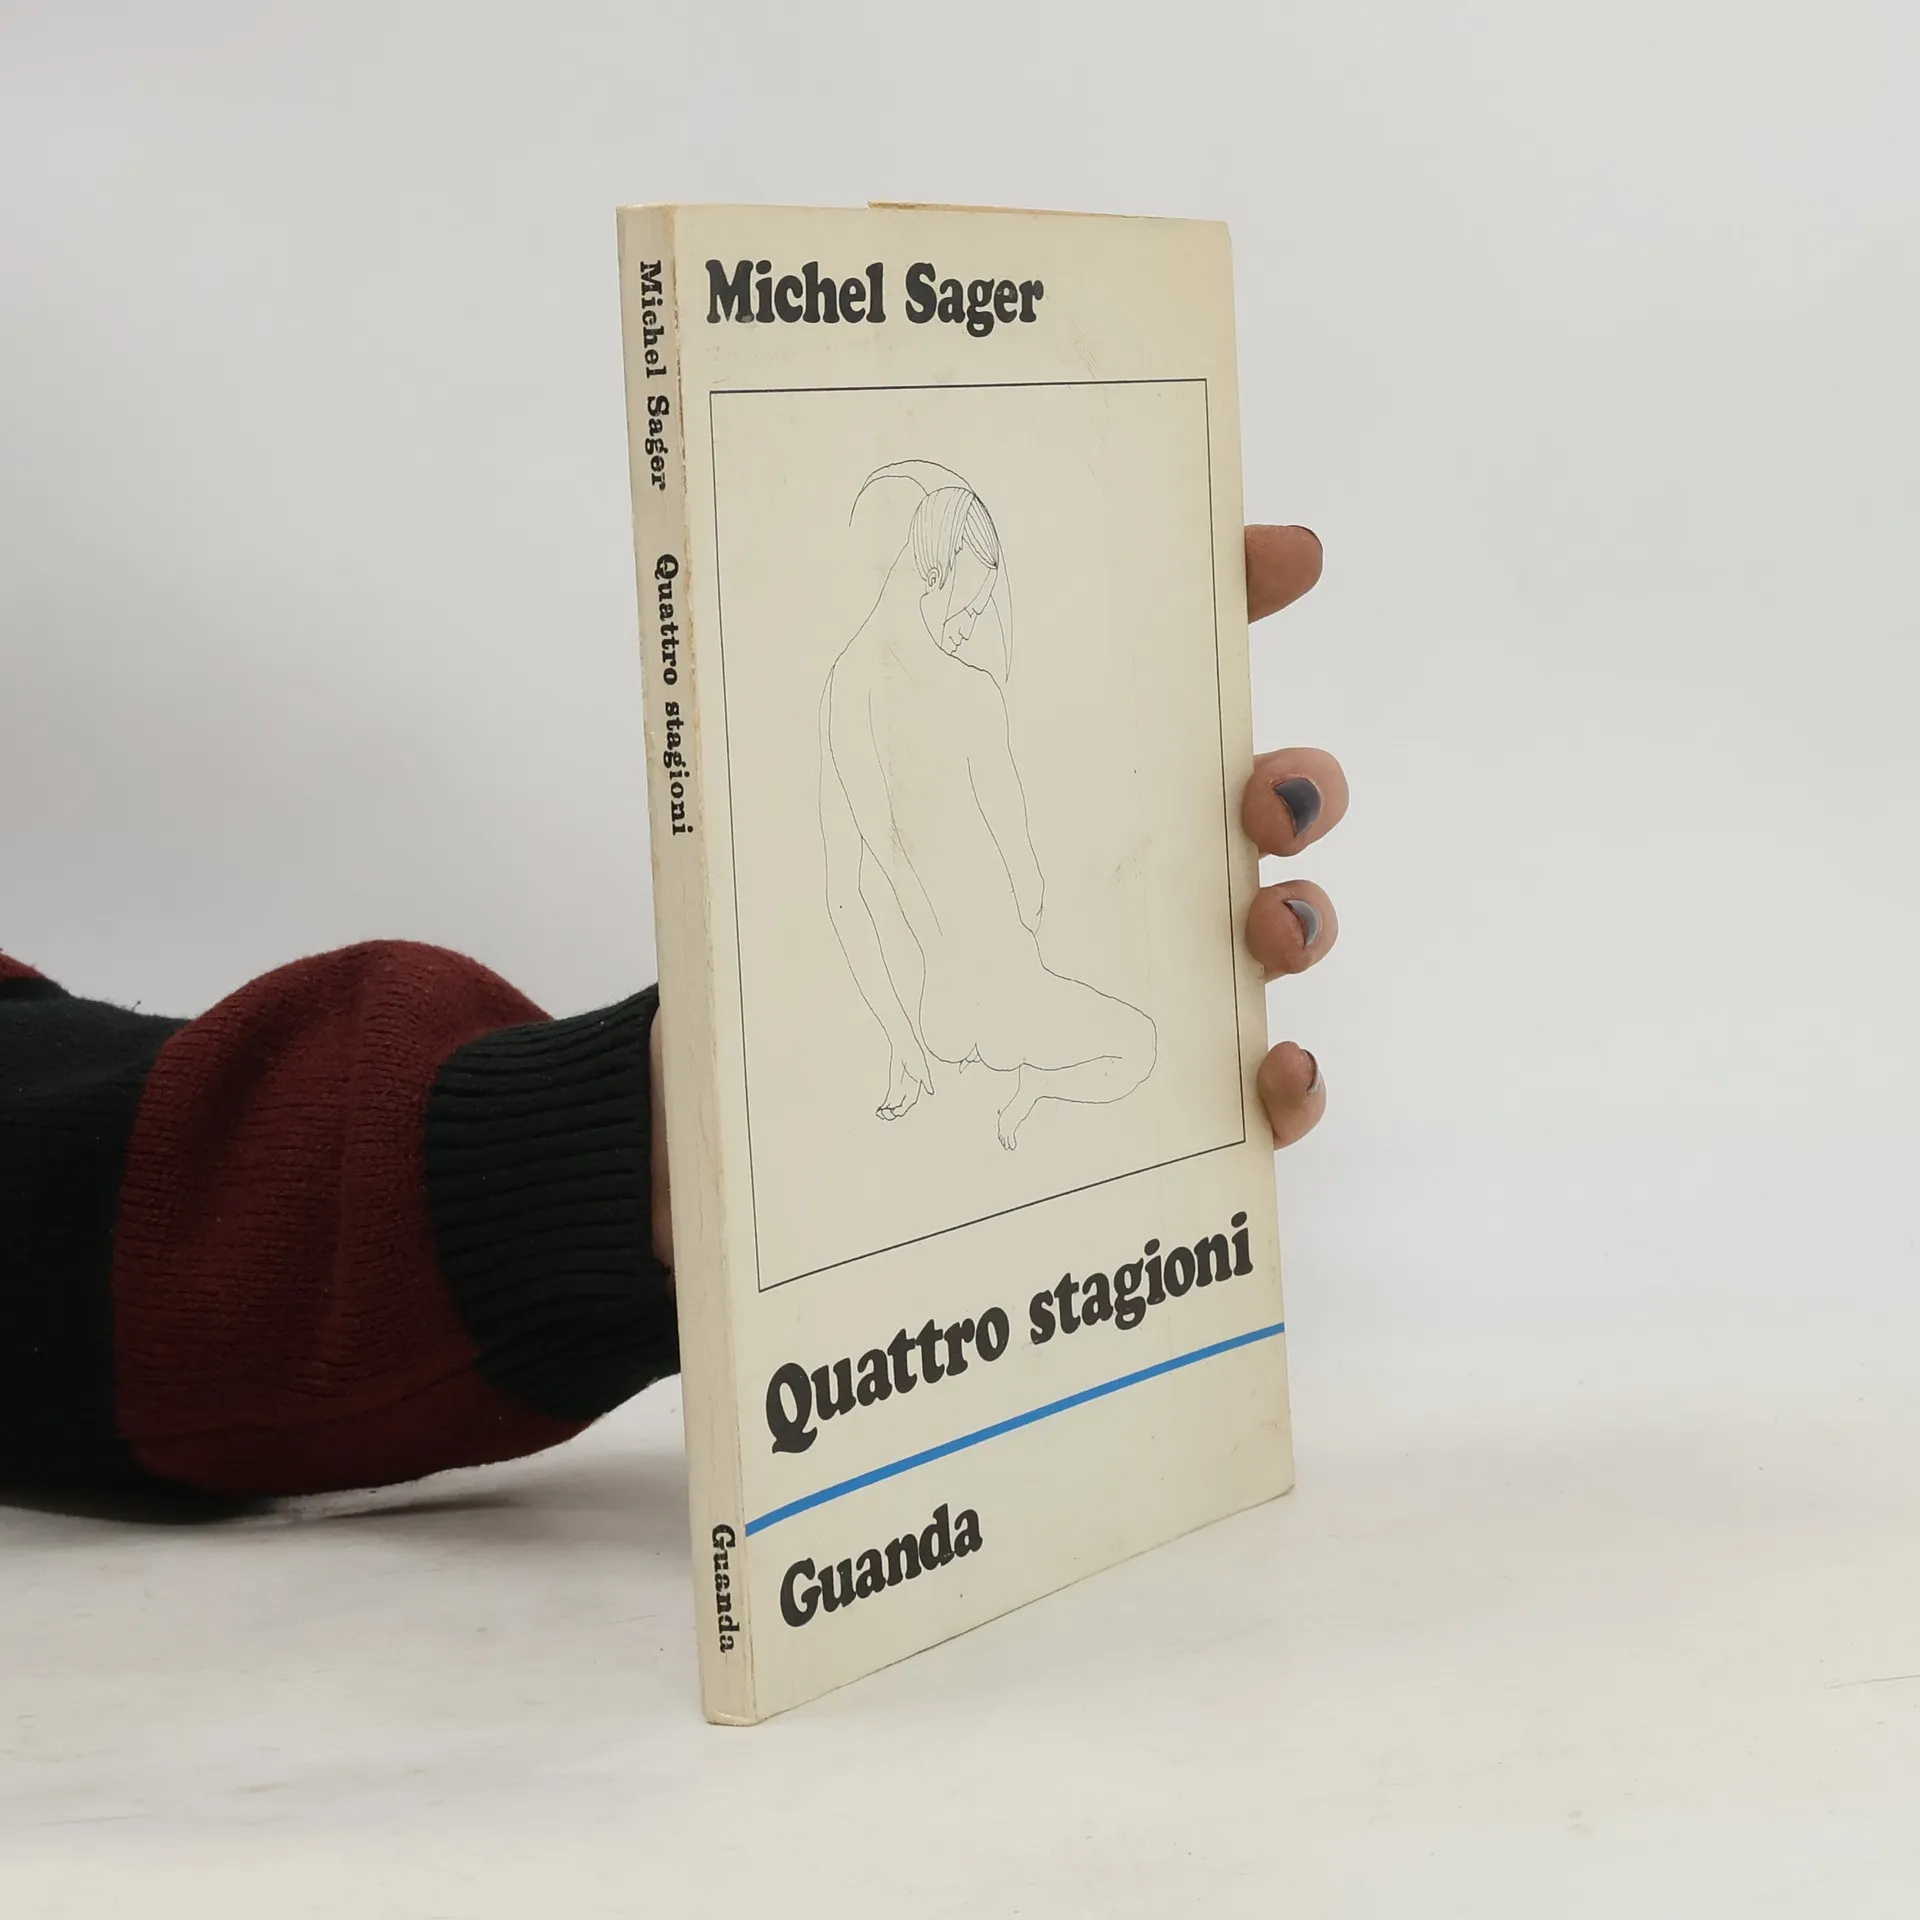 Michel Sager
Quattro stagioni
Guanda
Michel Sager Quattro stagioni Guanda